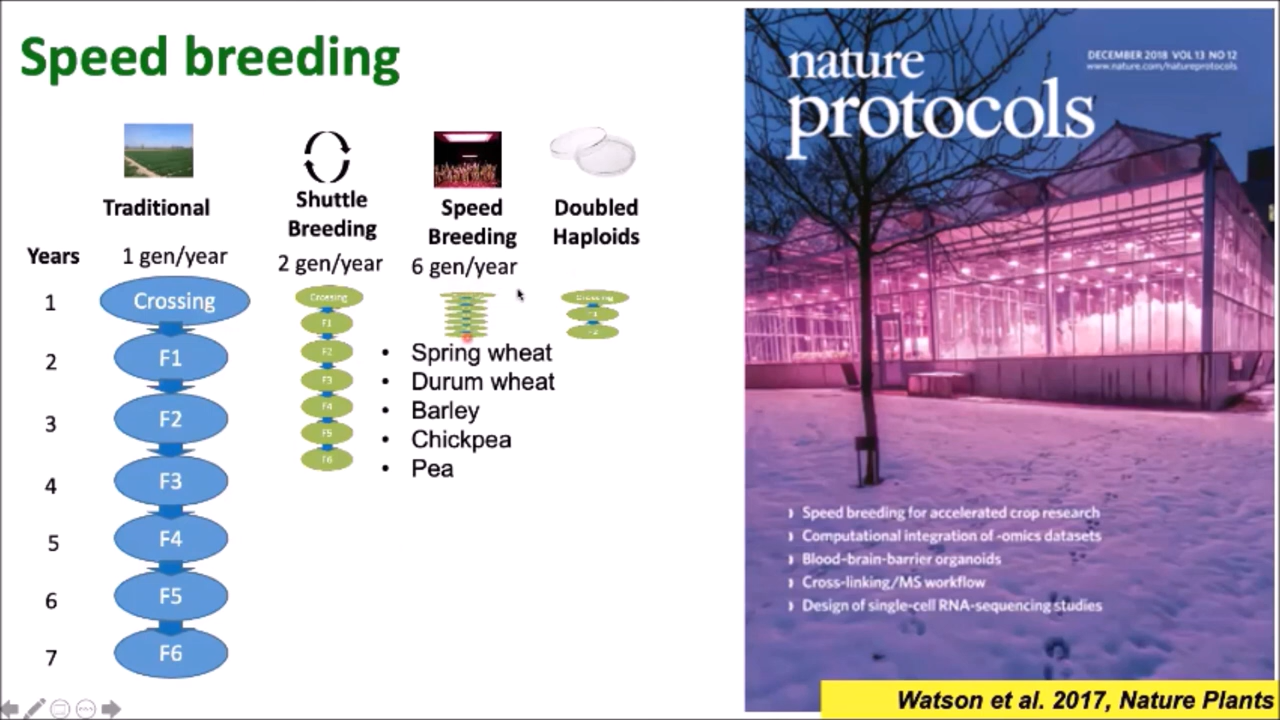 Speed breeding
Traditional
Shuttle
Breeding
Speed
Breeding
Doubled
Haploids
Years
1 gen/year
2 gen/year
6 gen/year
1
2
3
4
5
6
7
Crossing
F1
F2
F3
F4
F5
F6
Crossing
F1
F2
F3
F4
F5
F6
Crossing
F1
F2
• Spring wheat
• Durum wheat
• Barley
• Chickpea
• Pea
nature
protocols
DECEMBER 2018 VOL 13 NO 12
www.nature.com/natureprotocols
Speed breeding for accelerated crop research
Computational integration of -omics datasets
Blood-brain-barrier organoids
Cross-linking/MS workflow
Design of single-cell RNA-sequencing studies
Watson et al. 2017, Nature Plants